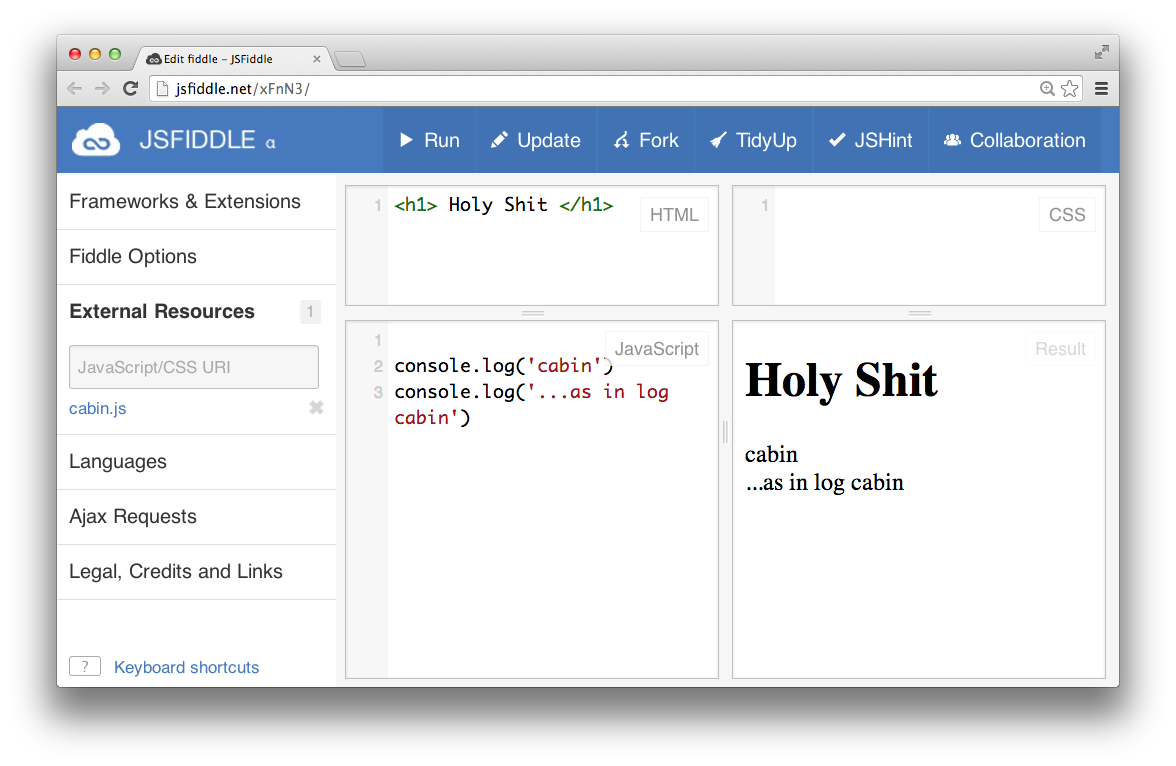 Edit fiddle – JSFiddle
jsfiddle.net/xFnN3/
JSFIDDLE α
Run
Update
Fork
TidyUp
JSHint
Collaboration
Frameworks & Extensions
Fiddle Options
External Resources 1
JavaScript/CSS URI
cabin.js
Languages
Ajax Requests
Legal, Credits and Links
? Keyboard shortcuts
1 <h1> Holy Shit </h1>
HTML
1
CSS
1
JavaScript
2 console.log('cabin')
3 console.log('...as in log
cabin')
Result
Holy Shit
cabin
...as in log cabin